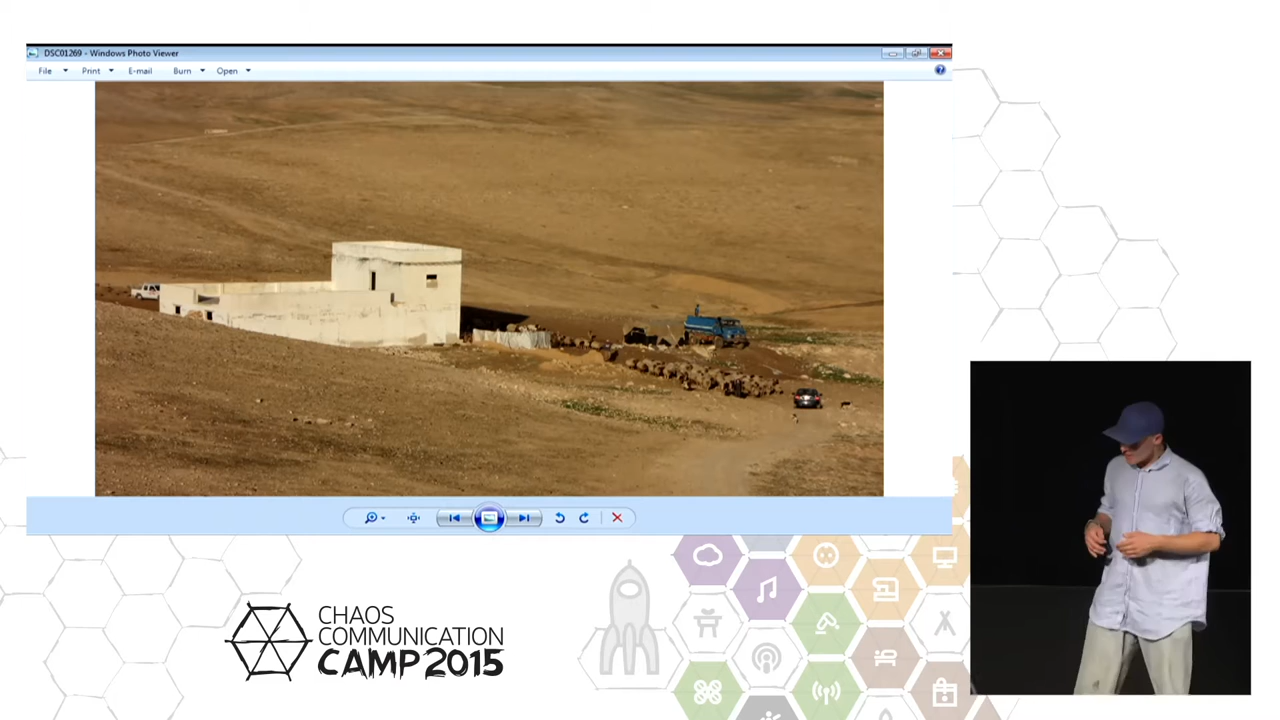 DSC01269 - Windows Photo Viewer
File Print E-mail Burn Open
CHAOS
COMMUNICATION
CAMP 2015